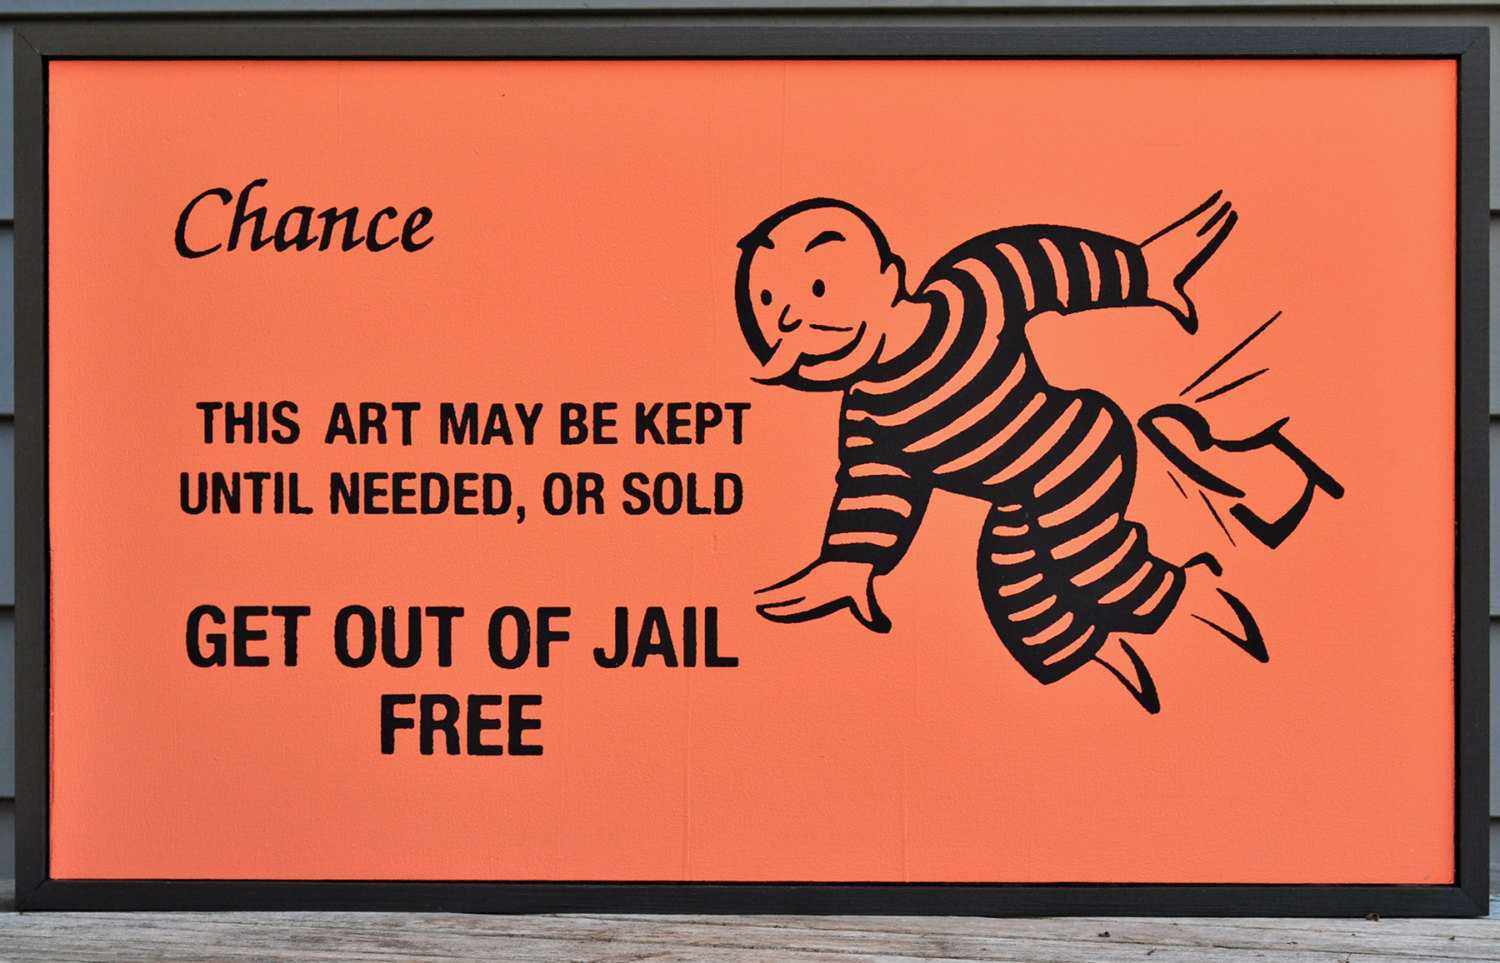 Chance
THIS ART MAY BE KEPT
UNTIL NEEDED, OR SOLD
GET OUT OF JAIL
FREE